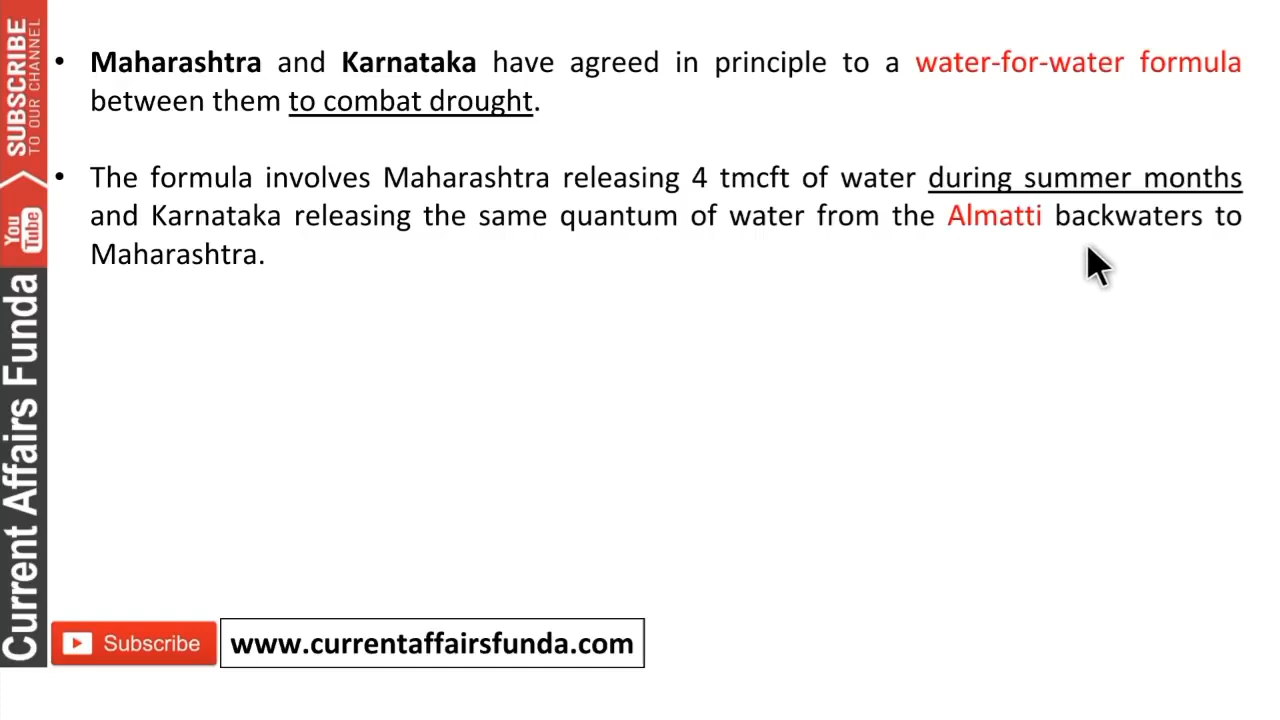 • Maharashtra and Karnataka have agreed in principle to a water-for-water formula
between them to combat drought.
• The formula involves Maharashtra releasing 4 tmcft of water during summer months
and Karnataka releasing the same quantum of water from the Almatti backwaters to
Maharashtra.
SUBSCRIBE
TO OUR CHANNEL
You
Tube
Current Affairs Funda
Subscribe
www.currentaffairsfunda.com